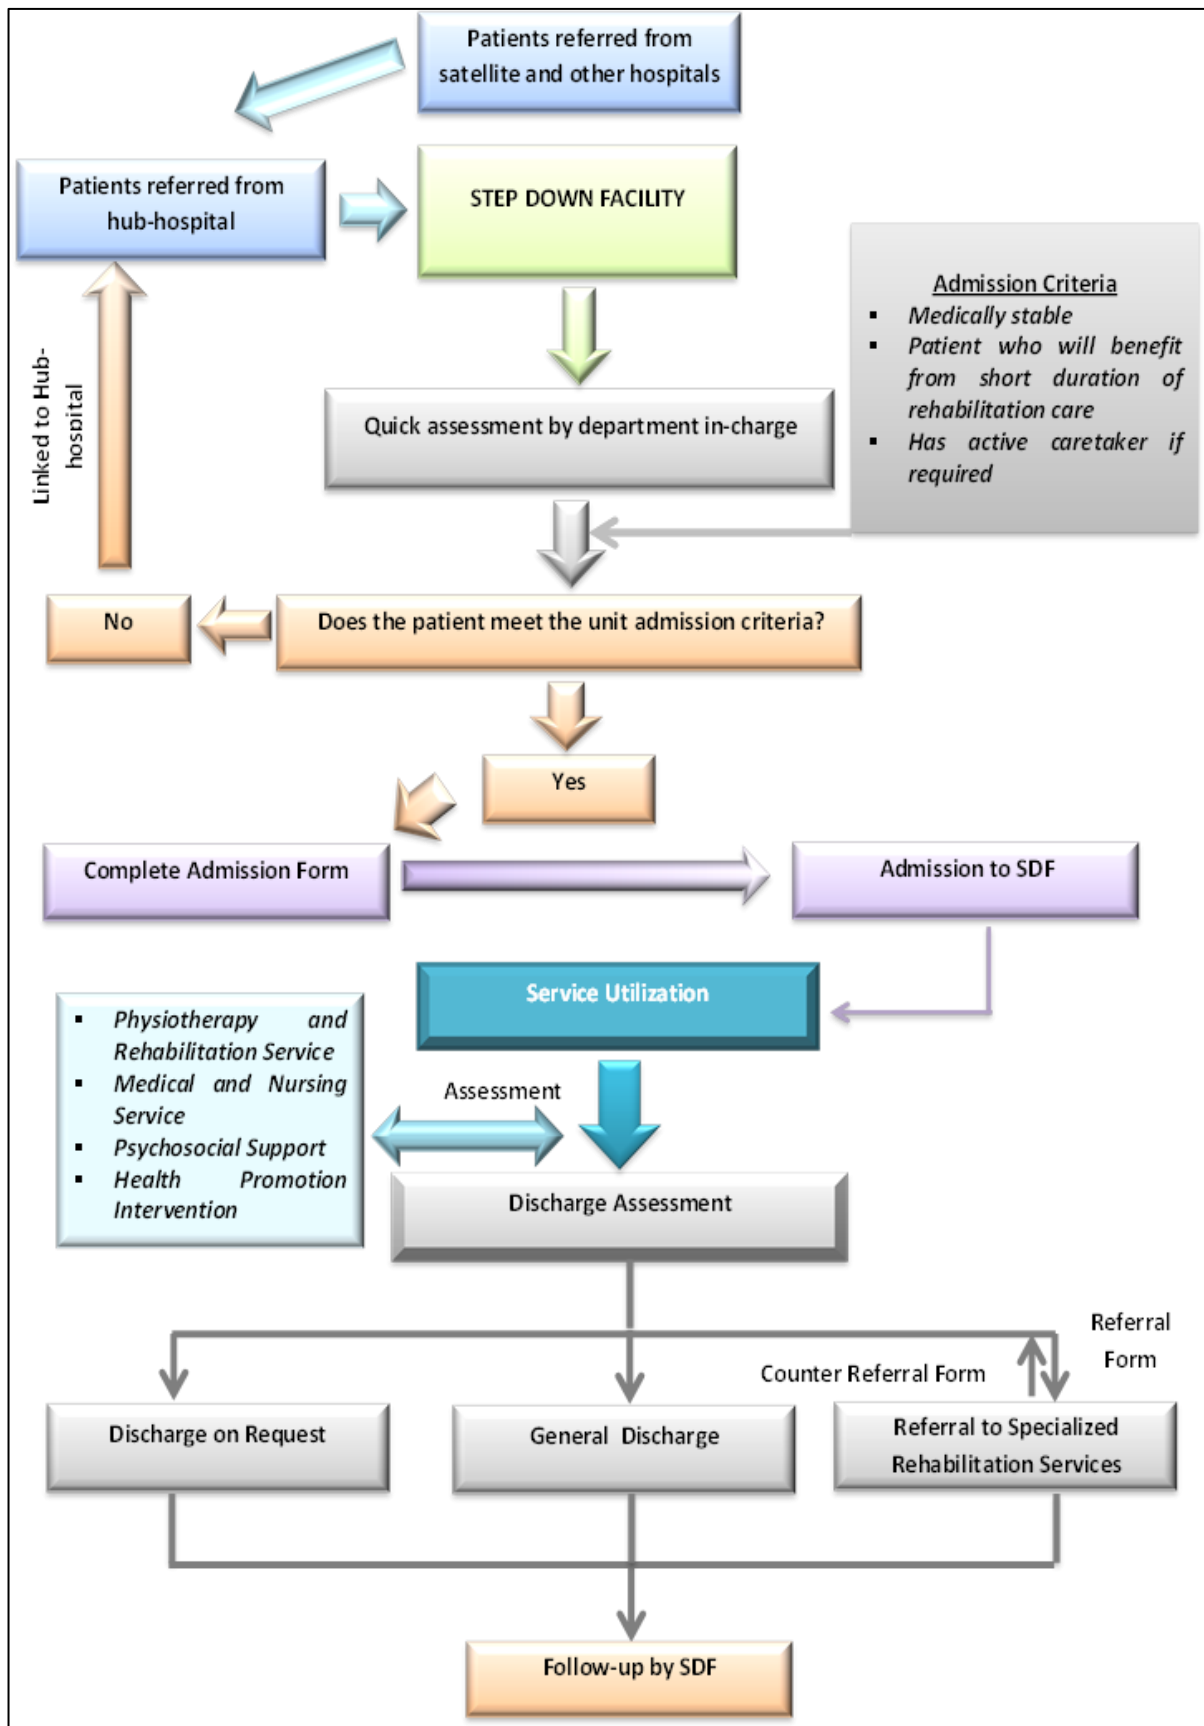 Patients referred from
satellite and other hospitals
Patients referred from
hub-hospital
STEP DOWN FACILITY
Admission Criteria
▪ Medically stable
▪ Patient who will benefit
from short duration of
rehabilitation care
▪ Has active caretaker if
required
Linked to Hub-
hospital
Quick assessment by department in-charge
No
Does the patient meet the unit admission criteria?
Yes
Complete Admission Form
Admission to SDF
Service Utilization
▪ Physiotherapy and
Rehabilitation Service
▪ Medical and Nursing
Service
▪ Psychosocial Support
▪ Health Promotion
Intervention
Assessment
Discharge Assessment
Referral
Form
Counter Referral Form
Discharge on Request
General Discharge
Referral to Specialized
Rehabilitation Services
Follow-up by SDF